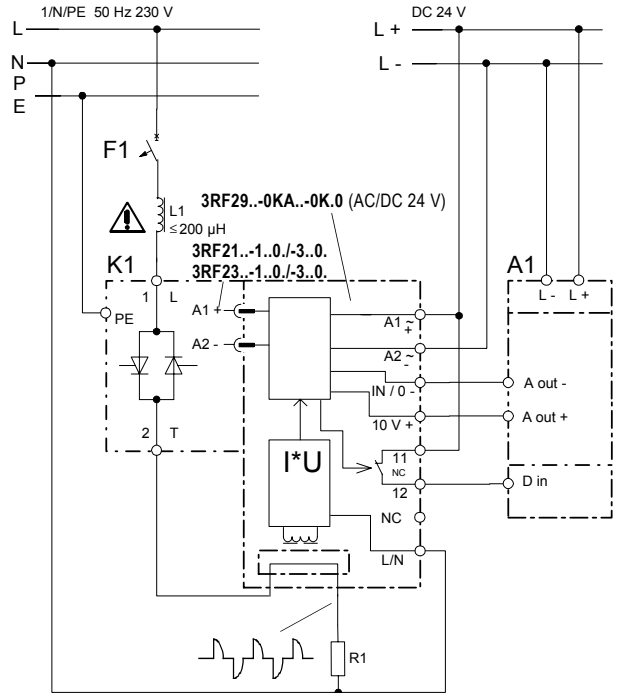 1/N/PE 50 Hz 230 V
DC 24 V
L
L +
N
L -
P
E
F1
3RF29..-0KA..-0K.0 (AC/DC 24 V)
L1
≤ 200 µH
3RF21..-1..0./-3..0.
3RF23..-1..0./-3..0.
K1
A1
1 L
L - L +
PE
A1 +
A1 ~
+
A2 -
A2 ~
-
IN / 0 -
A out -
10 V +
A out +
2 T
I*U
11
NC
12
D in
NC
L/N
R1